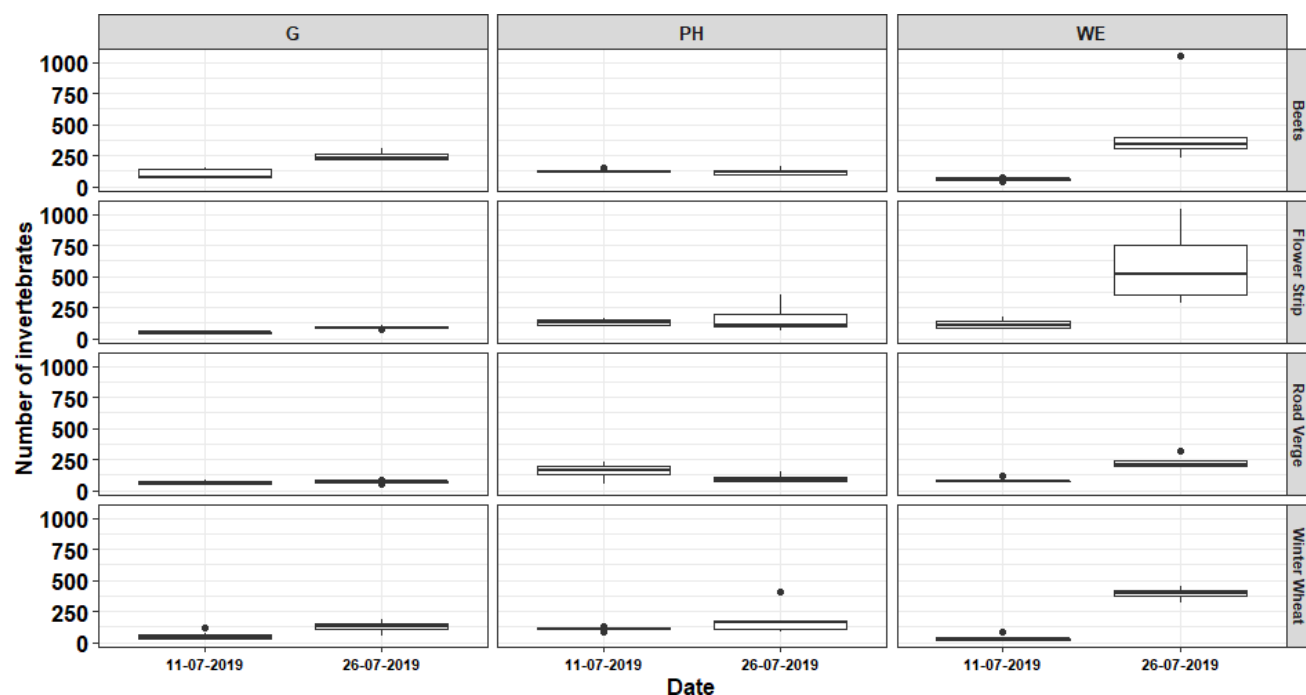 G PH WE
1000
750
500
250
0
Beets
1000
750
500
250
0
Flower Strip
1000
750
500
250
0
Road Verge
1000
750
500
250
0
Winter Wheat
Number of invertebrates
11-07-2019 26-07-2019 11-07-2019 26-07-2019 11-07-2019 26-07-2019
Date